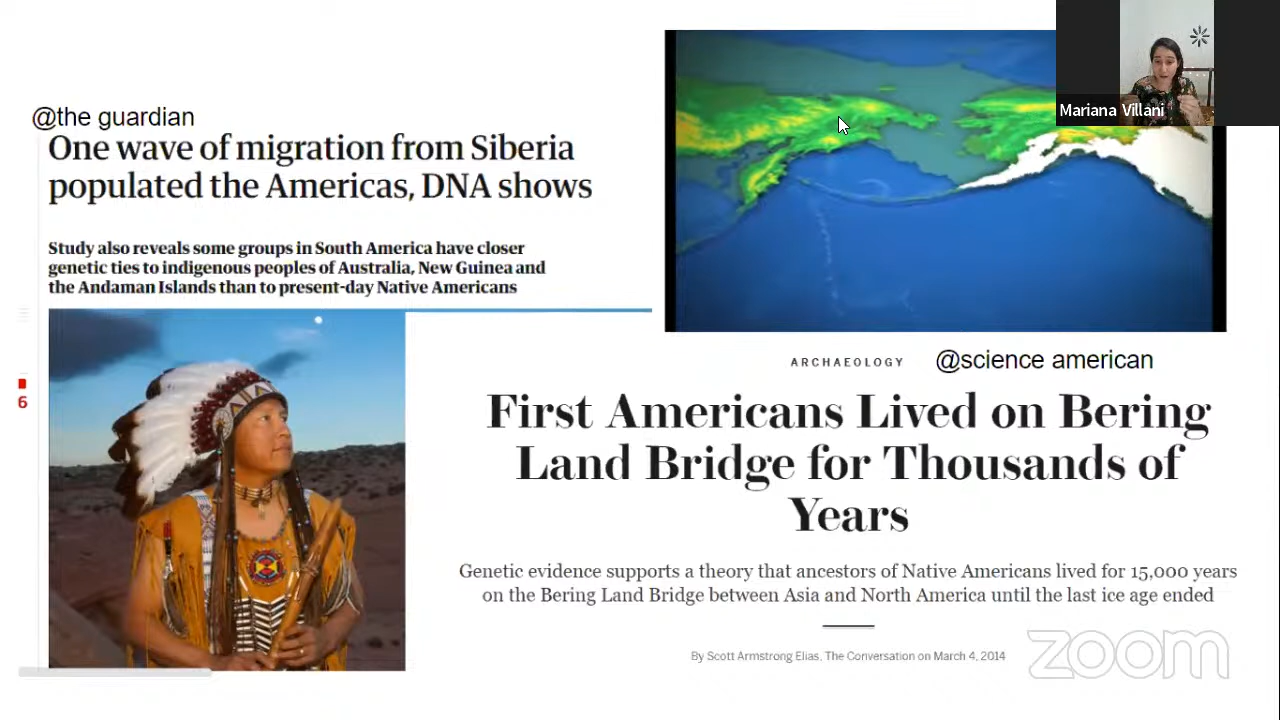 @the guardian
One wave of migration from Siberia
populated the Americas, DNA shows
Study also reveals some groups in South America have closer
genetic ties to indigenous peoples of Australia, New Guinea and
the Andaman Islands than to present-day Native Americans
6
Mariana Villani
ARCHAEOLOGY
@science american
First Americans Lived on Bering
Land Bridge for Thousands of
Years
Genetic evidence supports a theory that ancestors of Native Americans lived for 15,000 years
on the Bering Land Bridge between Asia and North America until the last ice age ended
By Scott Armstrong Elias, The Conversation on March 4, 2014
zoom